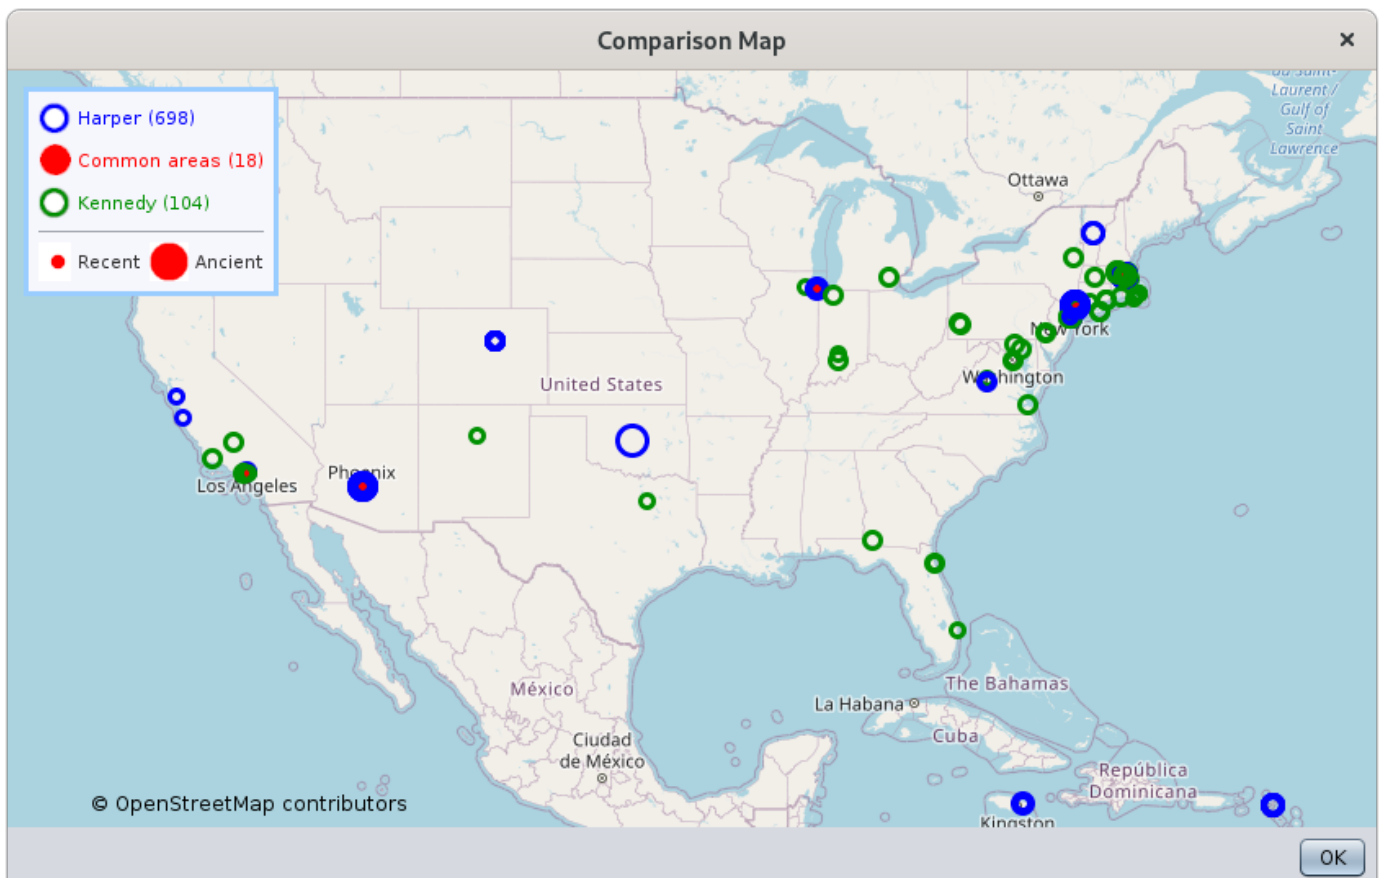 Comparison Map
Harper (698)
Common areas (18)
Kennedy (104)
Recent
Ancient
Laurent /
Gulf of
Saint
Lawrence
Ottawa
New York
United States
Washington
Phoenix
Los Angeles
México
La Habana
The Bahamas
Cuba
Ciudad
de México
República
Dominicana
Kingston
© OpenStreetMap contributors
OK